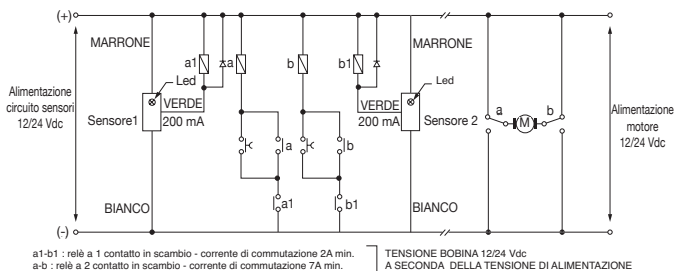 (+)
MARRONE
a1
a
b
b1
MARRONE
Led
Led
Alimentazione
circuito sensori
12/24 Vdc
VERDE
200 mA
Sensore1
VERDE
200 mA
Sensore 2
a
M
b
Alimentazione
motore
12/24 Vdc
a
b
a1
b1
BIANCO
BIANCO
(-)
a1-b1 : relè a 1 contatto in scambio - corrente di commutazione 2A min.
a-b : relè a 2 contatto in scambio - corrente di commutazione 7A min.
TENSIONE BOBINA 12/24 Vdc
A SECONDA DELLA TENSIONE DI ALIMENTAZIONE